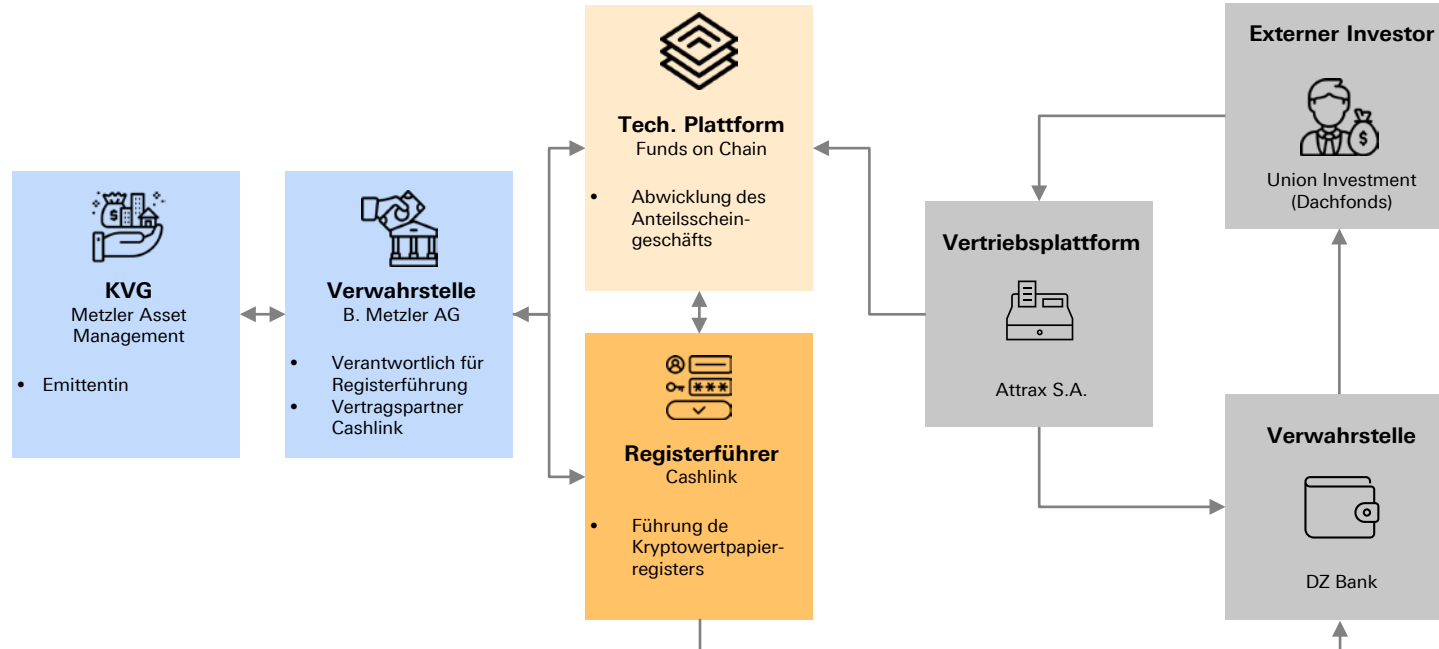 KVG
Metzler Asset
Management
• Emittentin
Verwahrstelle
B. Metzler AG
• Verantwortlich für
Registerführung
• Vertragspartner
Cashlink
Tech. Plattform
Funds on Chain
• Abwicklung des
Anteilsschein-
geschäfts
Registerführer
Cashlink
• Führung de
Kryptowertpapier-
registers
Vertriebsplattform
Attrax S.A.
Externer Investor
Union Investment
(Dachfonds)
Verwahrstelle
DZ Bank